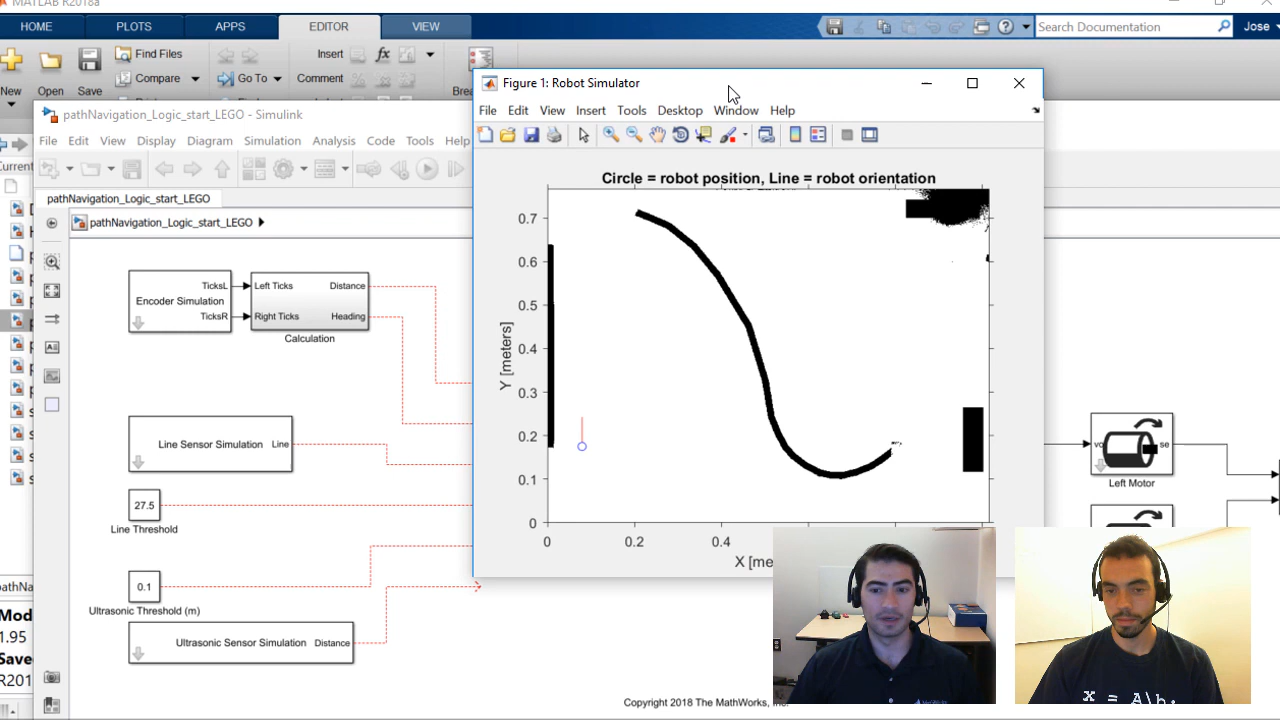 MATLAB R2018a
HOME PLOTS APPS EDITOR VIEW
Search Documentation Jose
New Open Save Find Files Compare Go To Insert fx Comment
Figure 1: Robot Simulator
File Edit View Insert Tools Desktop Window Help
pathNavigation_Logic_start_LEGO - Simulink
File Edit View Display Diagram Simulation Analysis Code Tools Help
Current
pathNavigation_Logic_start_LEGO
pathNavigation_Logic_start_LEGO
Circle = robot position, Line = robot orientation
Y [meters]
0.7
0.6
0.5
0.4
0.3
0.2
0.1
0
0 0.2 0.4
Encoder Simulation TicksL TicksR
Left Ticks Distance
Right Ticks Heading
Calculation
Line Sensor Simulation Line
27.5
Line Threshold
0.1
Ultrasonic Threshold (m)
Ultrasonic Sensor Simulation Distance
Left Motor
1.95
Copyright 2018 The MathWorks,
x = A\b;